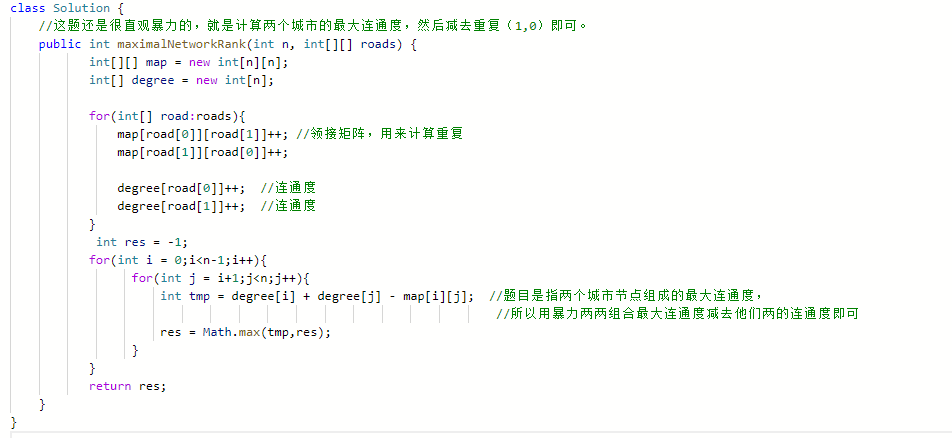 class Solution {
//这题还是很直观暴力的，就是计算两个城市的最大连通度，然后减去重复（1,0）即可。
public int maximalNetworkRank(int n, int[][] roads) {
int[][] map = new int[n][n];
int[] degree = new int[n];
for(int[] road:roads){
map[road[0]][road[1]]++; //领接矩阵，用来计算重复
map[road[1]][road[0]]++;
degree[road[0]]++; //连通度
degree[road[1]]++; //连通度
}
int res = -1;
for(int i = 0;i<n-1;i++){
for(int j = i+1;j<n;j++){
int tmp = degree[i] + degree[j] - map[i][j]; //题目是指两个城市节点组成的最大连通度，
//所以用暴力两两组合最大连通度减去他们两的连通度即可
res = Math.max(tmp,res);
}
}
return res;
}
}